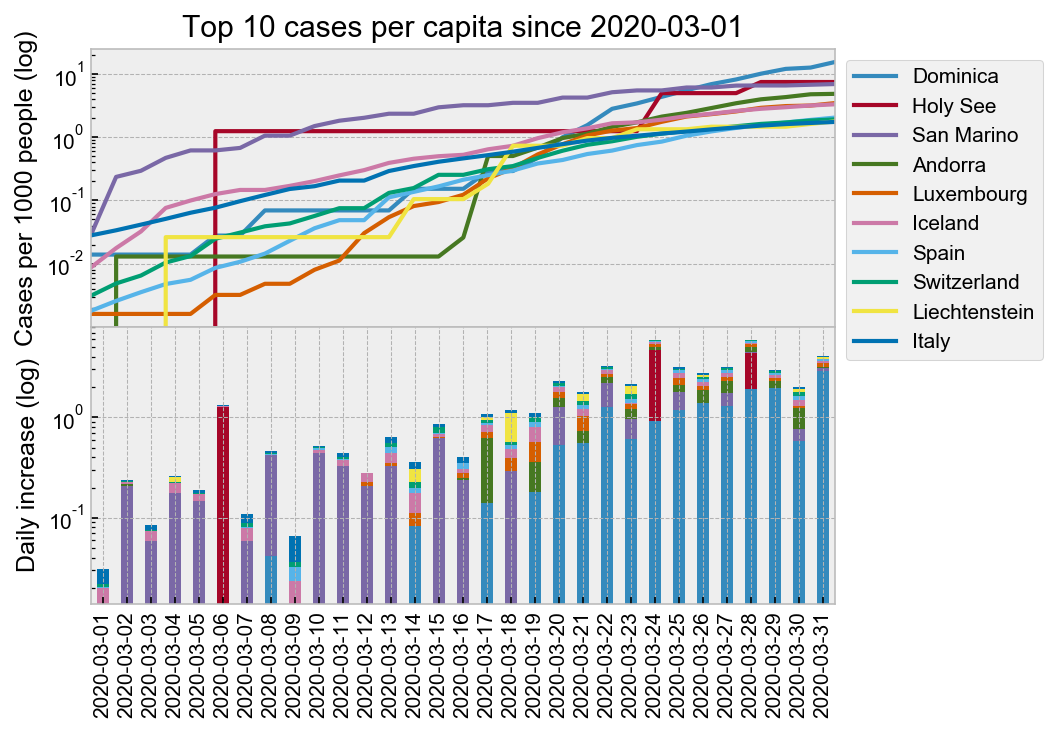 Top 10 cases per capita since 2020-03-01
Cases per 1000 people (log)
10^1
10^0
10^-1
10^-2
Dominica
Holy See
San Marino
Andorra
Luxembourg
Iceland
Spain
Switzerland
Liechtenstein
Italy
Daily increase (log)
10^0
10^-1
2020-03-01
2020-03-02
2020-03-03
2020-03-04
2020-03-05
2020-03-06
2020-03-07
2020-03-08
2020-03-09
2020-03-10
2020-03-11
2020-03-12
2020-03-13
2020-03-14
2020-03-15
2020-03-16
2020-03-17
2020-03-18
2020-03-19
2020-03-20
2020-03-21
2020-03-22
2020-03-23
2020-03-24
2020-03-25
2020-03-26
2020-03-27
2020-03-28
2020-03-29
2020-03-30
2020-03-31